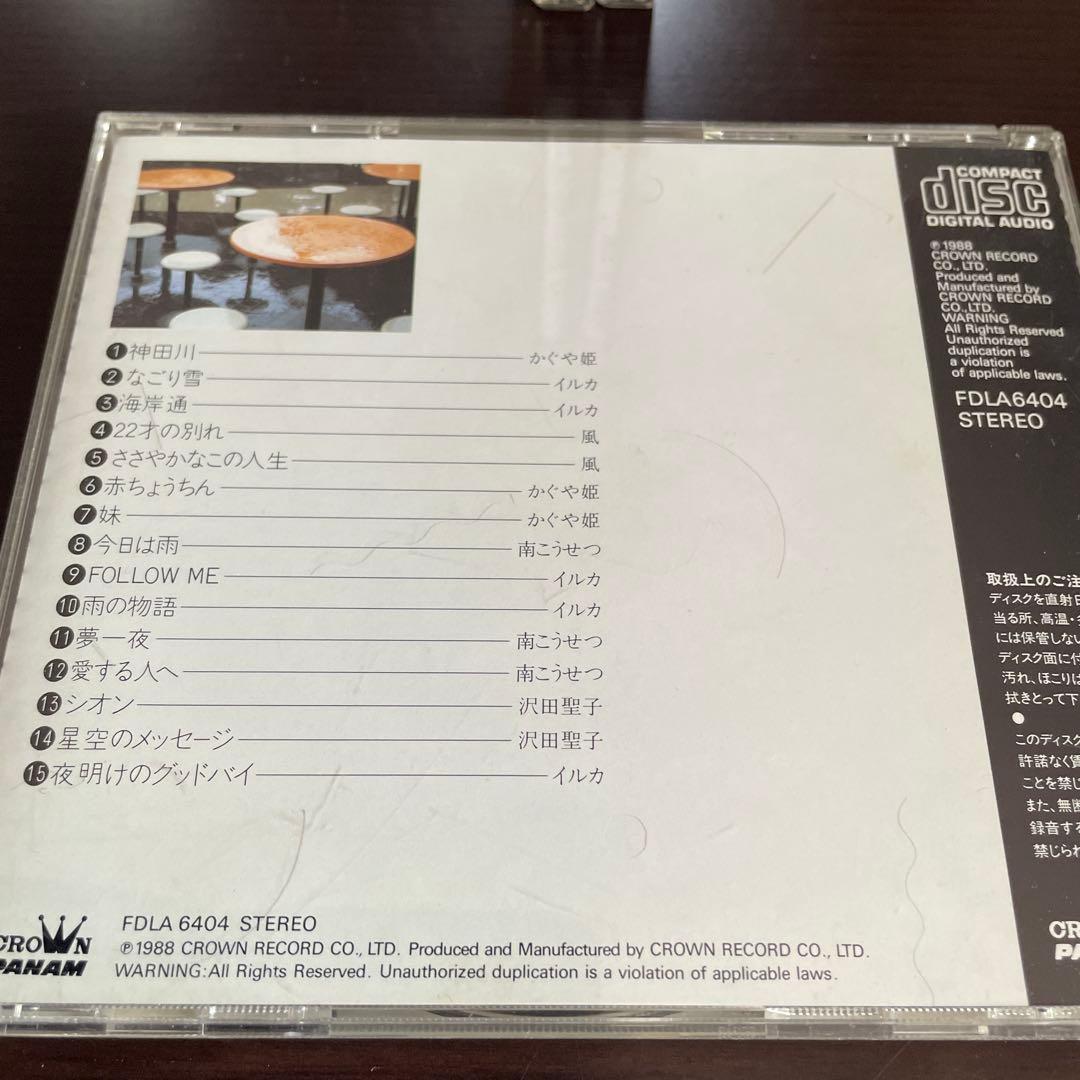 ❶神田川 かぐや姫
❷なごり雪 イルカ
❸海岸通 イルカ
❹22才の別れ 風
❺ささやかなこの人生 風
❻赤ちょうちん かぐや姫
❼妹 かぐや姫
❽今日は雨 南こうせつ
❾FOLLOW ME イルカ
❿雨の物語 イルカ
⓫夢一夜 南こうせつ
⓬愛する人へ 南こうせつ
⓭シオン 沢田聖子
⓮星空のメッセージ 沢田聖子
⓯夜明けのグッドバイ イルカ
CROWN
PANAM
FDLA 6404 STEREO
℗1988 CROWN RECORD CO., LTD. Produced and Manufactured by CROWN RECORD CO., LTD.
WARNING:All Rights Reserved. Unauthorized duplication is a violation of applicable laws.
COMPACT
disc
DIGITAL AUDIO
℗1988
CROWN RECORD
CO., LTD.
Produced and
Manufactured by
CROWN RECORD
CO., LTD.
WARNING
All Rights Reserved
Unauthorized
duplication is
a violation
of applicable laws.
FDLA6404
STEREO
取扱上のご注
ディスクを直射日
当る所、高温・
には保管しない
ディスク面に付
汚れ、ほこりは
拭きとって下
●
このディスク
許諾なく賃
ことを禁じ
また、無断
録音する
禁じられ
CR
PA